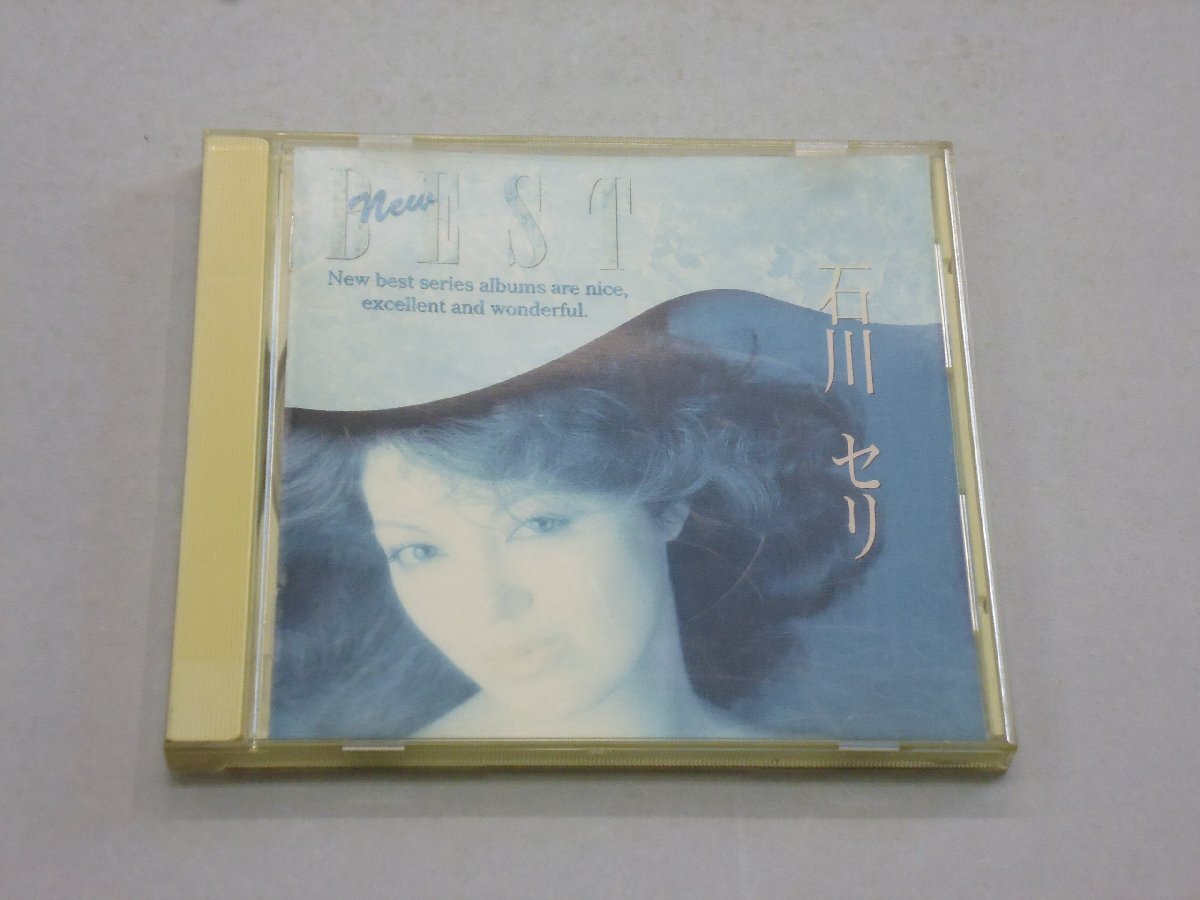 New
BEST
New best series albums are nice,
excellent and wonderful.
石川 セリ